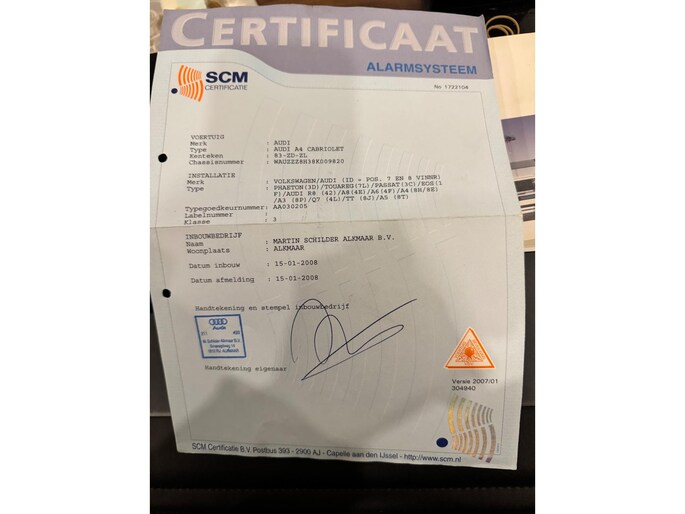 CERTIFICAAT
ALARMSYSTEEM
SCM
CERTIFICATIE
No 1722104
VOERTUIG
Merk : AUDI
Type : AUDI A4 CABRIOLET
Kenteken : 83-ZD-ZL
Chassisnummer : WAUZZZ8H38K009820
INSTALLATIE
Merk : VOLKSWAGEN/AUDI (ID = POS. 7 EN 8 VINNR)
Type : PHAETON(3D)/TOUAREG(7L)/PASSAT(3C)/EOS(1
F)/AUDI R8 (42)/A8(4E)/A6(4F)/A4(8H/8E)
/A3 (8P)/Q7 (4L)/TT (8J)/A5 (8T)
Typegoedkeurnummer: AA030205
Labelnummer :
Klasse : 3
INBOUWBEDRIJF
Naam : MARTIN SCHILDER ALKMAAR B.V.
Woonplaats : ALKMAAR
Datum inbouw : 15-01-2008
Datum afmelding : 15-01-2008
Handtekening en stempel inbouwbedrijf
Audi
Handtekening eigenaar
Versie 2007/01
304940
SCM Certificatie B.V. Postbus 393 - 2900 AJ - Capelle aan den IJssel - http://www.scm.nl